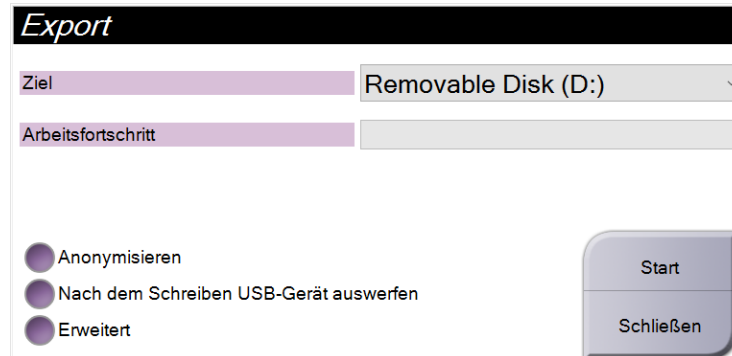 Export
Ziel
Removable Disk (D:)
Arbeitsfortschritt
Anonymisieren
Nach dem Schreiben USB-Gerät auswerfen
Erweitert
Start
Schließen